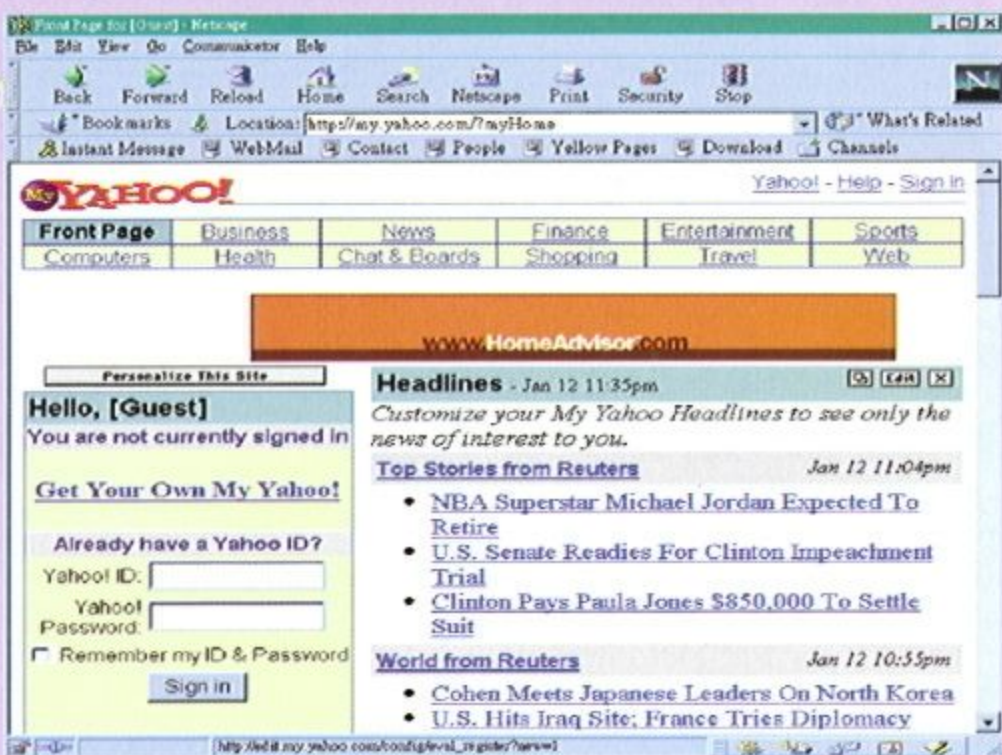 Front Page for [Guest] - Netscape
File Edit View Go Communicator Help
Back Forward Reload Home Search Netscape Print Security Stop
N
Bookmarks Location: http://my.yahoo.com/?myHome What's Related
Instant Message WebMail Contact People Yellow Pages Download Channels
My YAHOO!
Yahoo! - Help - Sign In
Front Page Business News Finance Entertainment Sports
Computers Health Chat & Boards Shopping Travel Web
www.HomeAdvisor.com
Personalize This Site
Hello, [Guest]
You are not currently signed in
Get Your Own My Yahoo!
Already have a Yahoo ID?
Yahoo! ID:
Yahoo!
Password:
Remember my ID & Password
Sign in
Headlines - Jan 12 11:35pm
Edit
Customize your My Yahoo Headlines to see only the
news of interest to you.
Top Stories from Reuters Jan 12 11:04pm
• NBA Superstar Michael Jordan Expected To
Retire
• U.S. Senate Readies For Clinton Impeachment
Trial
• Clinton Pays Paula Jones $850,000 To Settle
Suit
World from Reuters Jan 12 10:55pm
• Cohen Meets Japanese Leaders On North Korea
• U.S. Hits Iraq Site; France Tries Diplomacy
http://edit.my.yahoo.com/config/eval_register?new=1